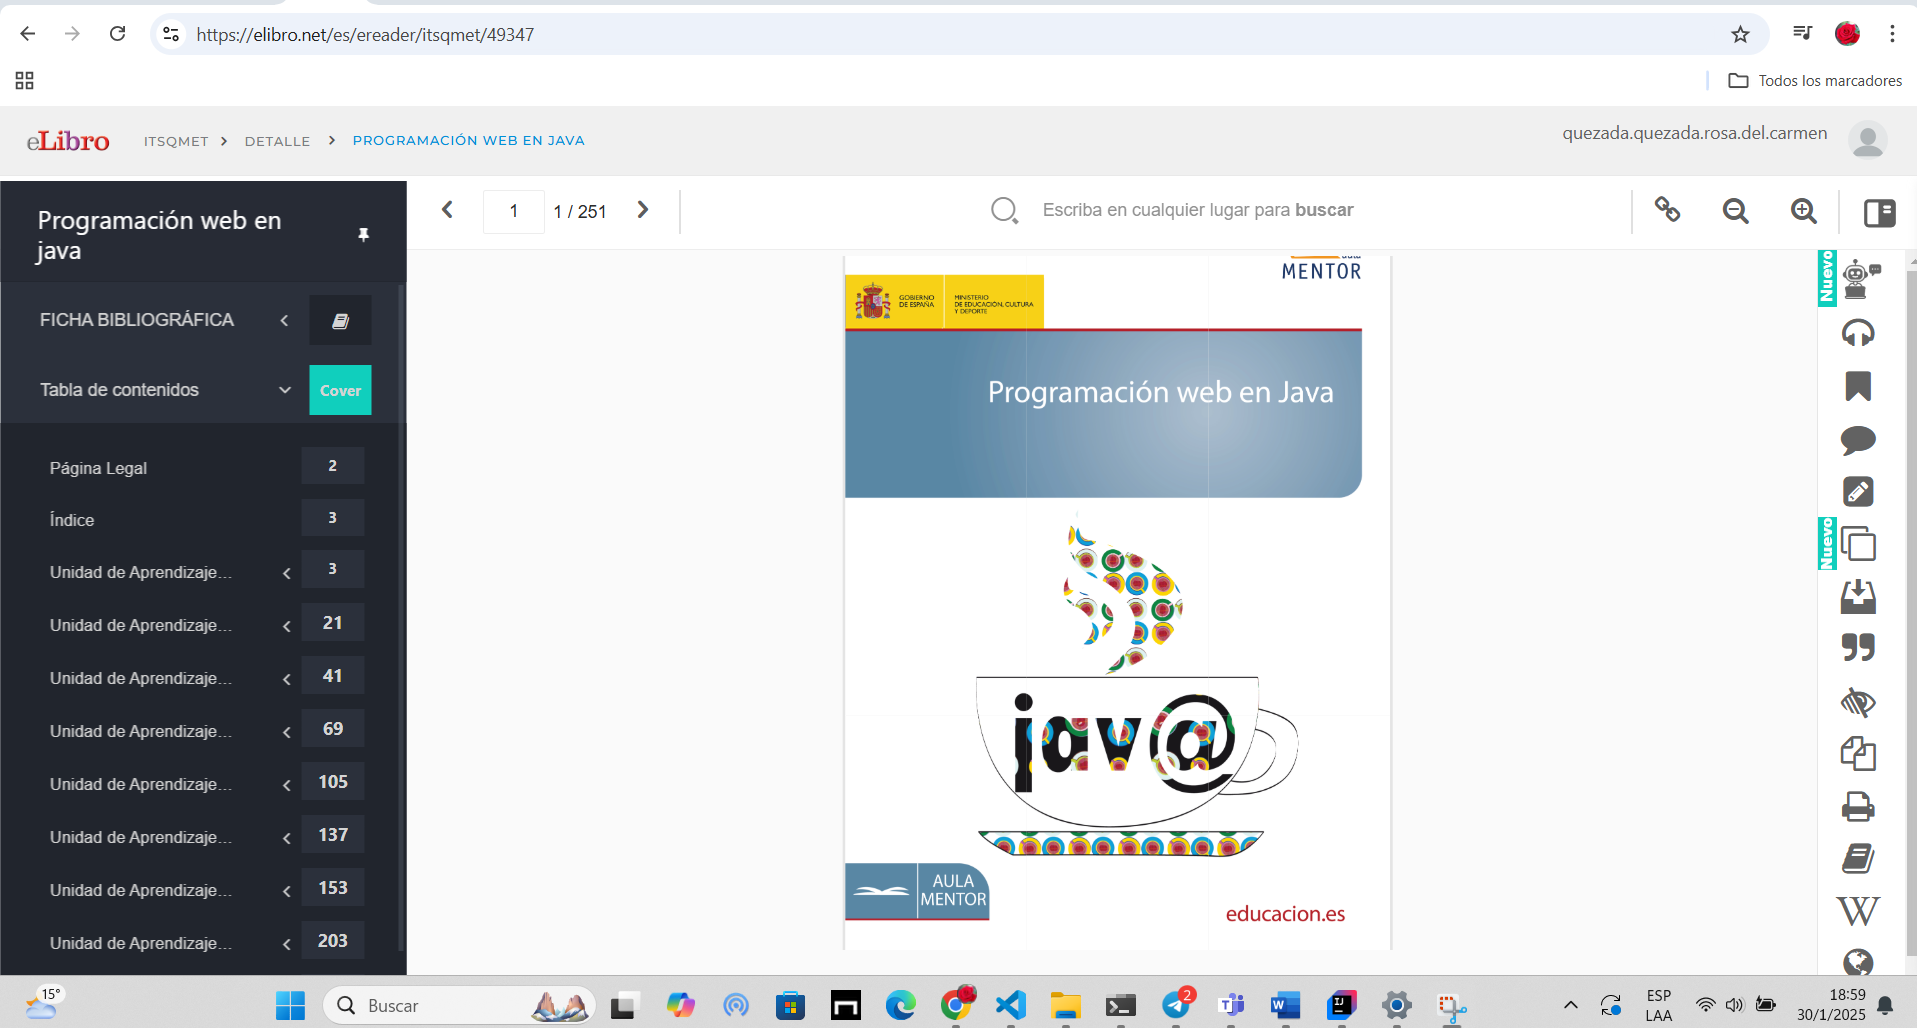 https://elibro.net/es/ereader/itsqmet/49347
Todos los marcadores
eLibro
ITSQMET
DETALLE
PROGRAMACIÓN WEB EN JAVA
quezada.quezada.rosa.del.carmen
Programación web en
java
1
1 / 251
Escriba en cualquier lugar para buscar
FICHA BIBLIOGRÁFICA
Tabla de contenidos
Cover
Página Legal
2
Índice
3
Unidad de Aprendizaje...
3
Unidad de Aprendizaje...
21
Unidad de Aprendizaje...
41
Unidad de Aprendizaje...
69
Unidad de Aprendizaje...
105
Unidad de Aprendizaje...
137
Unidad de Aprendizaje...
153
Unidad de Aprendizaje...
203
MENTOR
GOBIERNO
DE ESPAÑA
MINISTERIO
DE EDUCACIÓN, CULTURA
Y DEPORTE
Programación web en Java
jav@
AULA
MENTOR
educacion.es
Nuevo
Nuevo
W
15°
Buscar
2
ESP
LAA
18:59
30/1/2025